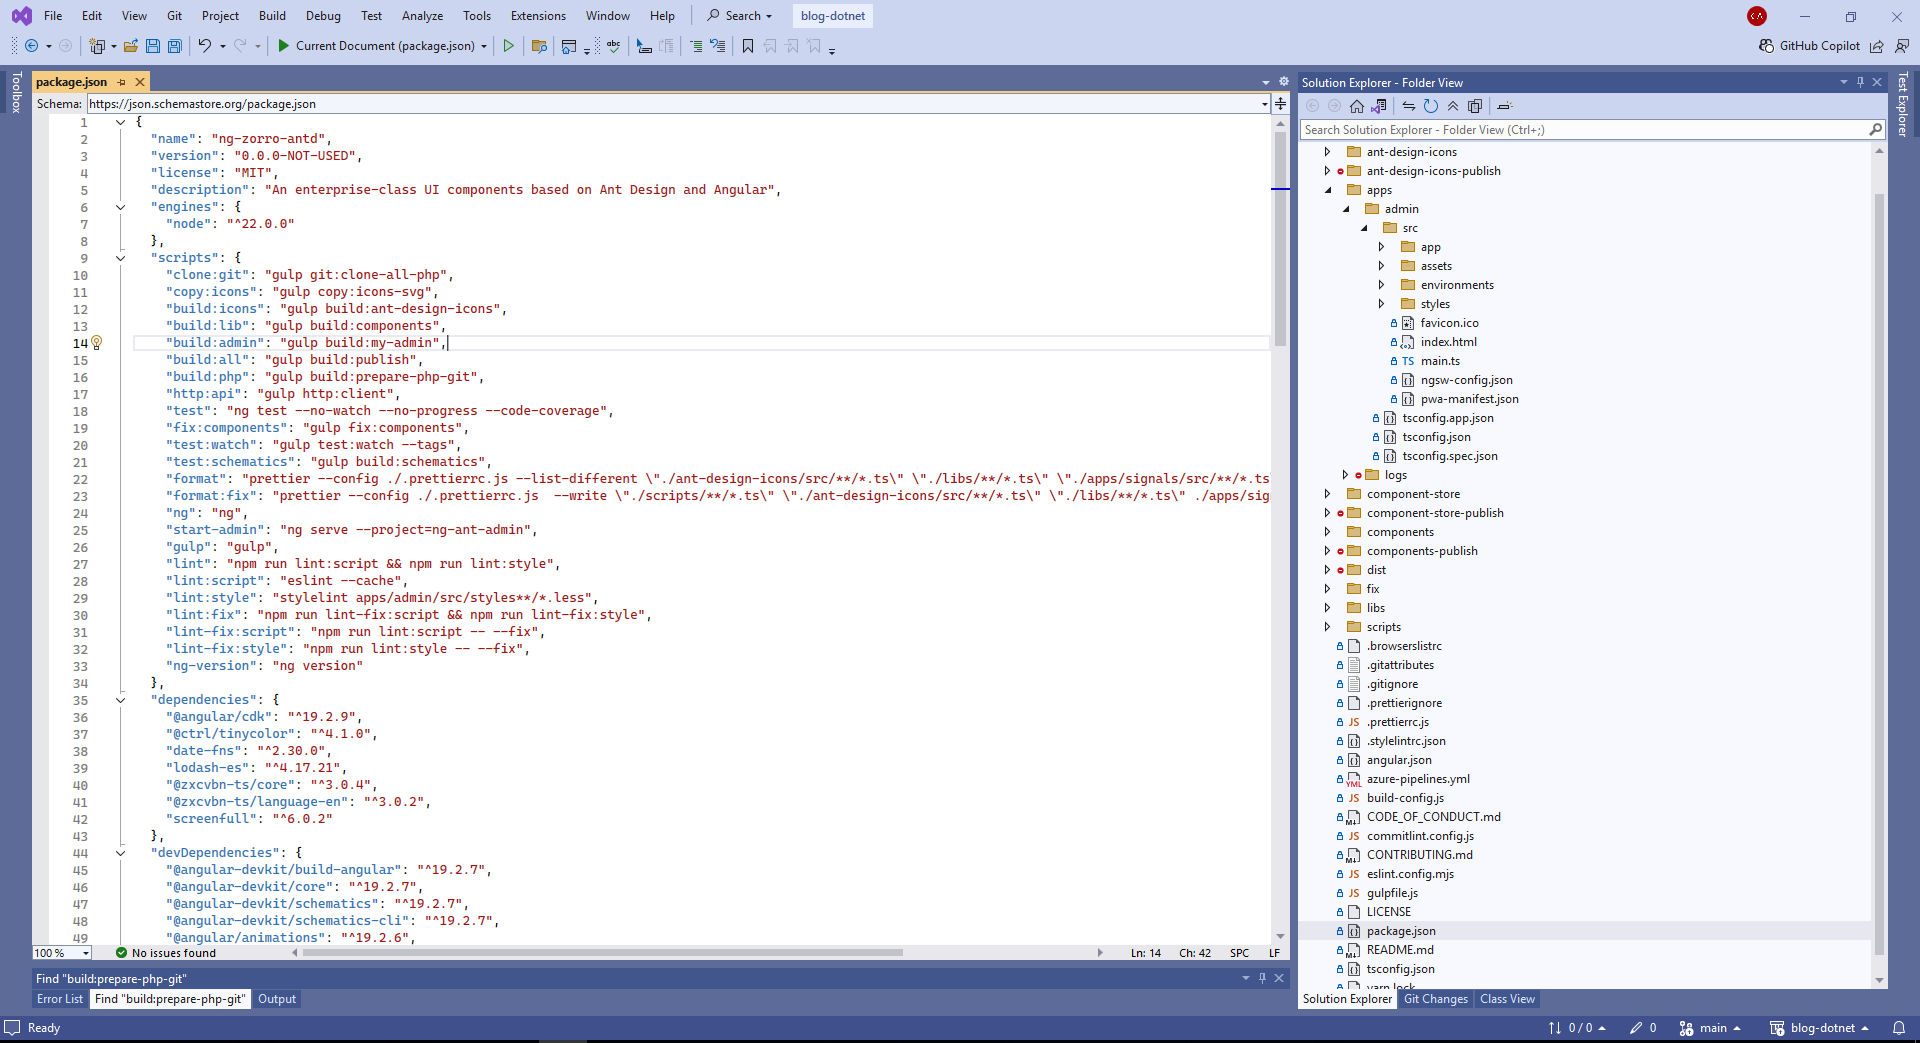 File Edit View Git Project Build Debug Test Analyze Tools Extensions Window Help Search blog-dotnet CA
Current Document (package.json) abc GitHub Copilot
Toolbox
package.json
Schema: https://json.schemastore.org/package.json
1 {
2 "name": "ng-zorro-antd",
3 "version": "0.0.0-NOT-USED",
4 "license": "MIT",
5 "description": "An enterprise-class UI components based on Ant Design and Angular",
6 "engines": {
7 "node": "^22.0.0"
8 },
9 "scripts": {
10 "clone:git": "gulp git:clone-all-php",
11 "copy:icons": "gulp copy:icons-svg",
12 "build:icons": "gulp build:ant-design-icons",
13 "build:lib": "gulp build:components",
14 "build:admin": "gulp build:my-admin",
15 "build:all": "gulp build:publish",
16 "build:php": "gulp build:prepare-php-git",
17 "http:api": "gulp http:client",
18 "test": "ng test --no-watch --no-progress --code-coverage",
19 "fix:components": "gulp fix:components",
20 "test:watch": "gulp test:watch --tags",
21 "test:schematics": "gulp build:schematics",
22 "format": "prettier --config ./.prettierrc.js --list-different \"./ant-design-icons/src/**/*.ts\" \"./libs/**/*.ts\" \"./apps/signals/src/**/*.ts
23 "format:fix": "prettier --config ./.prettierrc.js  --write \"./scripts/**/*.ts\" \"./ant-design-icons/src/**/*.ts\" \"./libs/**/*.ts\" ./apps/sig
24 "ng": "ng",
25 "start-admin": "ng serve --project=ng-ant-admin",
26 "gulp": "gulp",
27 "lint": "npm run lint:script && npm run lint:style",
28 "lint:script": "eslint --cache",
29 "lint:style": "stylelint apps/admin/src/styles**/*.less",
30 "lint:fix": "npm run lint-fix:script && npm run lint-fix:style",
31 "lint-fix:script": "npm run lint:script -- --fix",
32 "lint-fix:style": "npm run lint:style -- --fix",
33 "ng-version": "ng version"
34 },
35 "dependencies": {
36 "@angular/cdk": "^19.2.9",
37 "@ctrl/tinycolor": "^4.1.0",
38 "date-fns": "^2.30.0",
39 "lodash-es": "^4.17.21",
40 "@zxcvbn-ts/core": "^3.0.4",
41 "@zxcvbn-ts/language-en": "^3.0.2",
42 "screenfull": "^6.0.2"
43 },
44 "devDependencies": {
45 "@angular-devkit/build-angular": "^19.2.7",
46 "@angular-devkit/core": "^19.2.7",
47 "@angular-devkit/schematics": "^19.2.7",
48 "@angular-devkit/schematics-cli": "^19.2.7",
49 "@angular/animations": "^19.2.6",
100 % No issues found Ln: 14 Ch: 42 SPC LF
Find "build:prepare-php-git"
Error List Find "build:prepare-php-git" Output
Solution Explorer - Folder View
Search Solution Explorer - Folder View (Ctrl+;)
ant-design-icons
ant-design-icons-publish
apps
admin
src
app
assets
environments
styles
favicon.ico
index.html
TS main.ts
ngsw-config.json
pwa-manifest.json
tsconfig.app.json
tsconfig.json
tsconfig.spec.json
logs
component-store
component-store-publish
components
components-publish
dist
fix
libs
scripts
.browserslistrc
.gitattributes
.gitignore
.prettierignore
JS .prettierrc.js
.stylelintrc.json
angular.json
YML azure-pipelines.yml
JS build-config.js
CODE_OF_CONDUCT.md
JS commitlint.config.js
CONTRIBUTING.md
JS eslint.config.mjs
JS gulpfile.js
LICENSE
package.json
README.md
tsconfig.json
yarn.lock
Solution Explorer Git Changes Class View
Test Explorer
Ready 0 / 0 0 main blog-dotnet